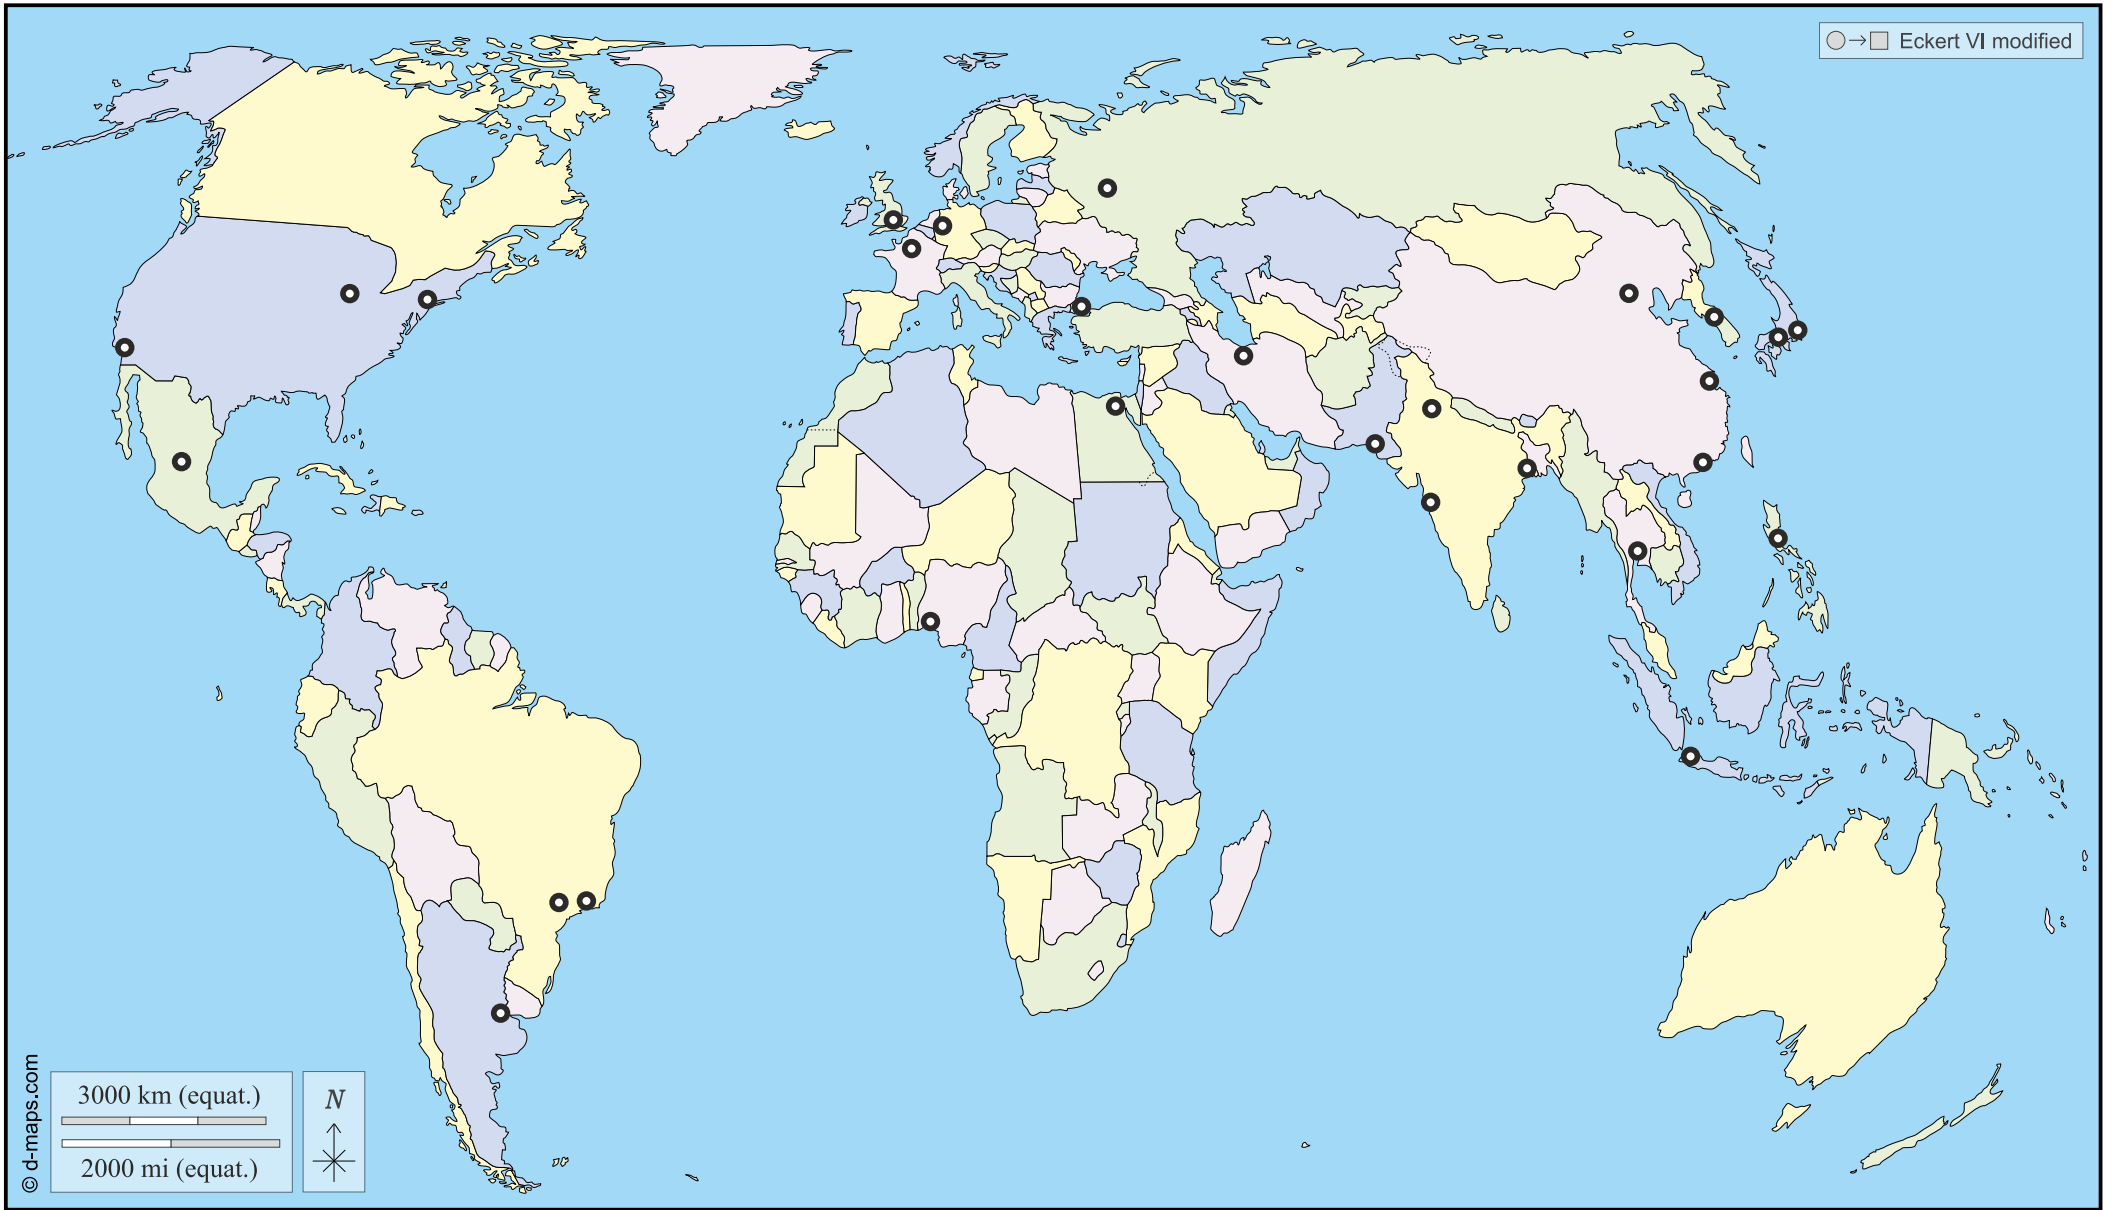 Eckert VI modified
3000 km (equat.)
2000 mi (equat.)
N
© d-maps.com